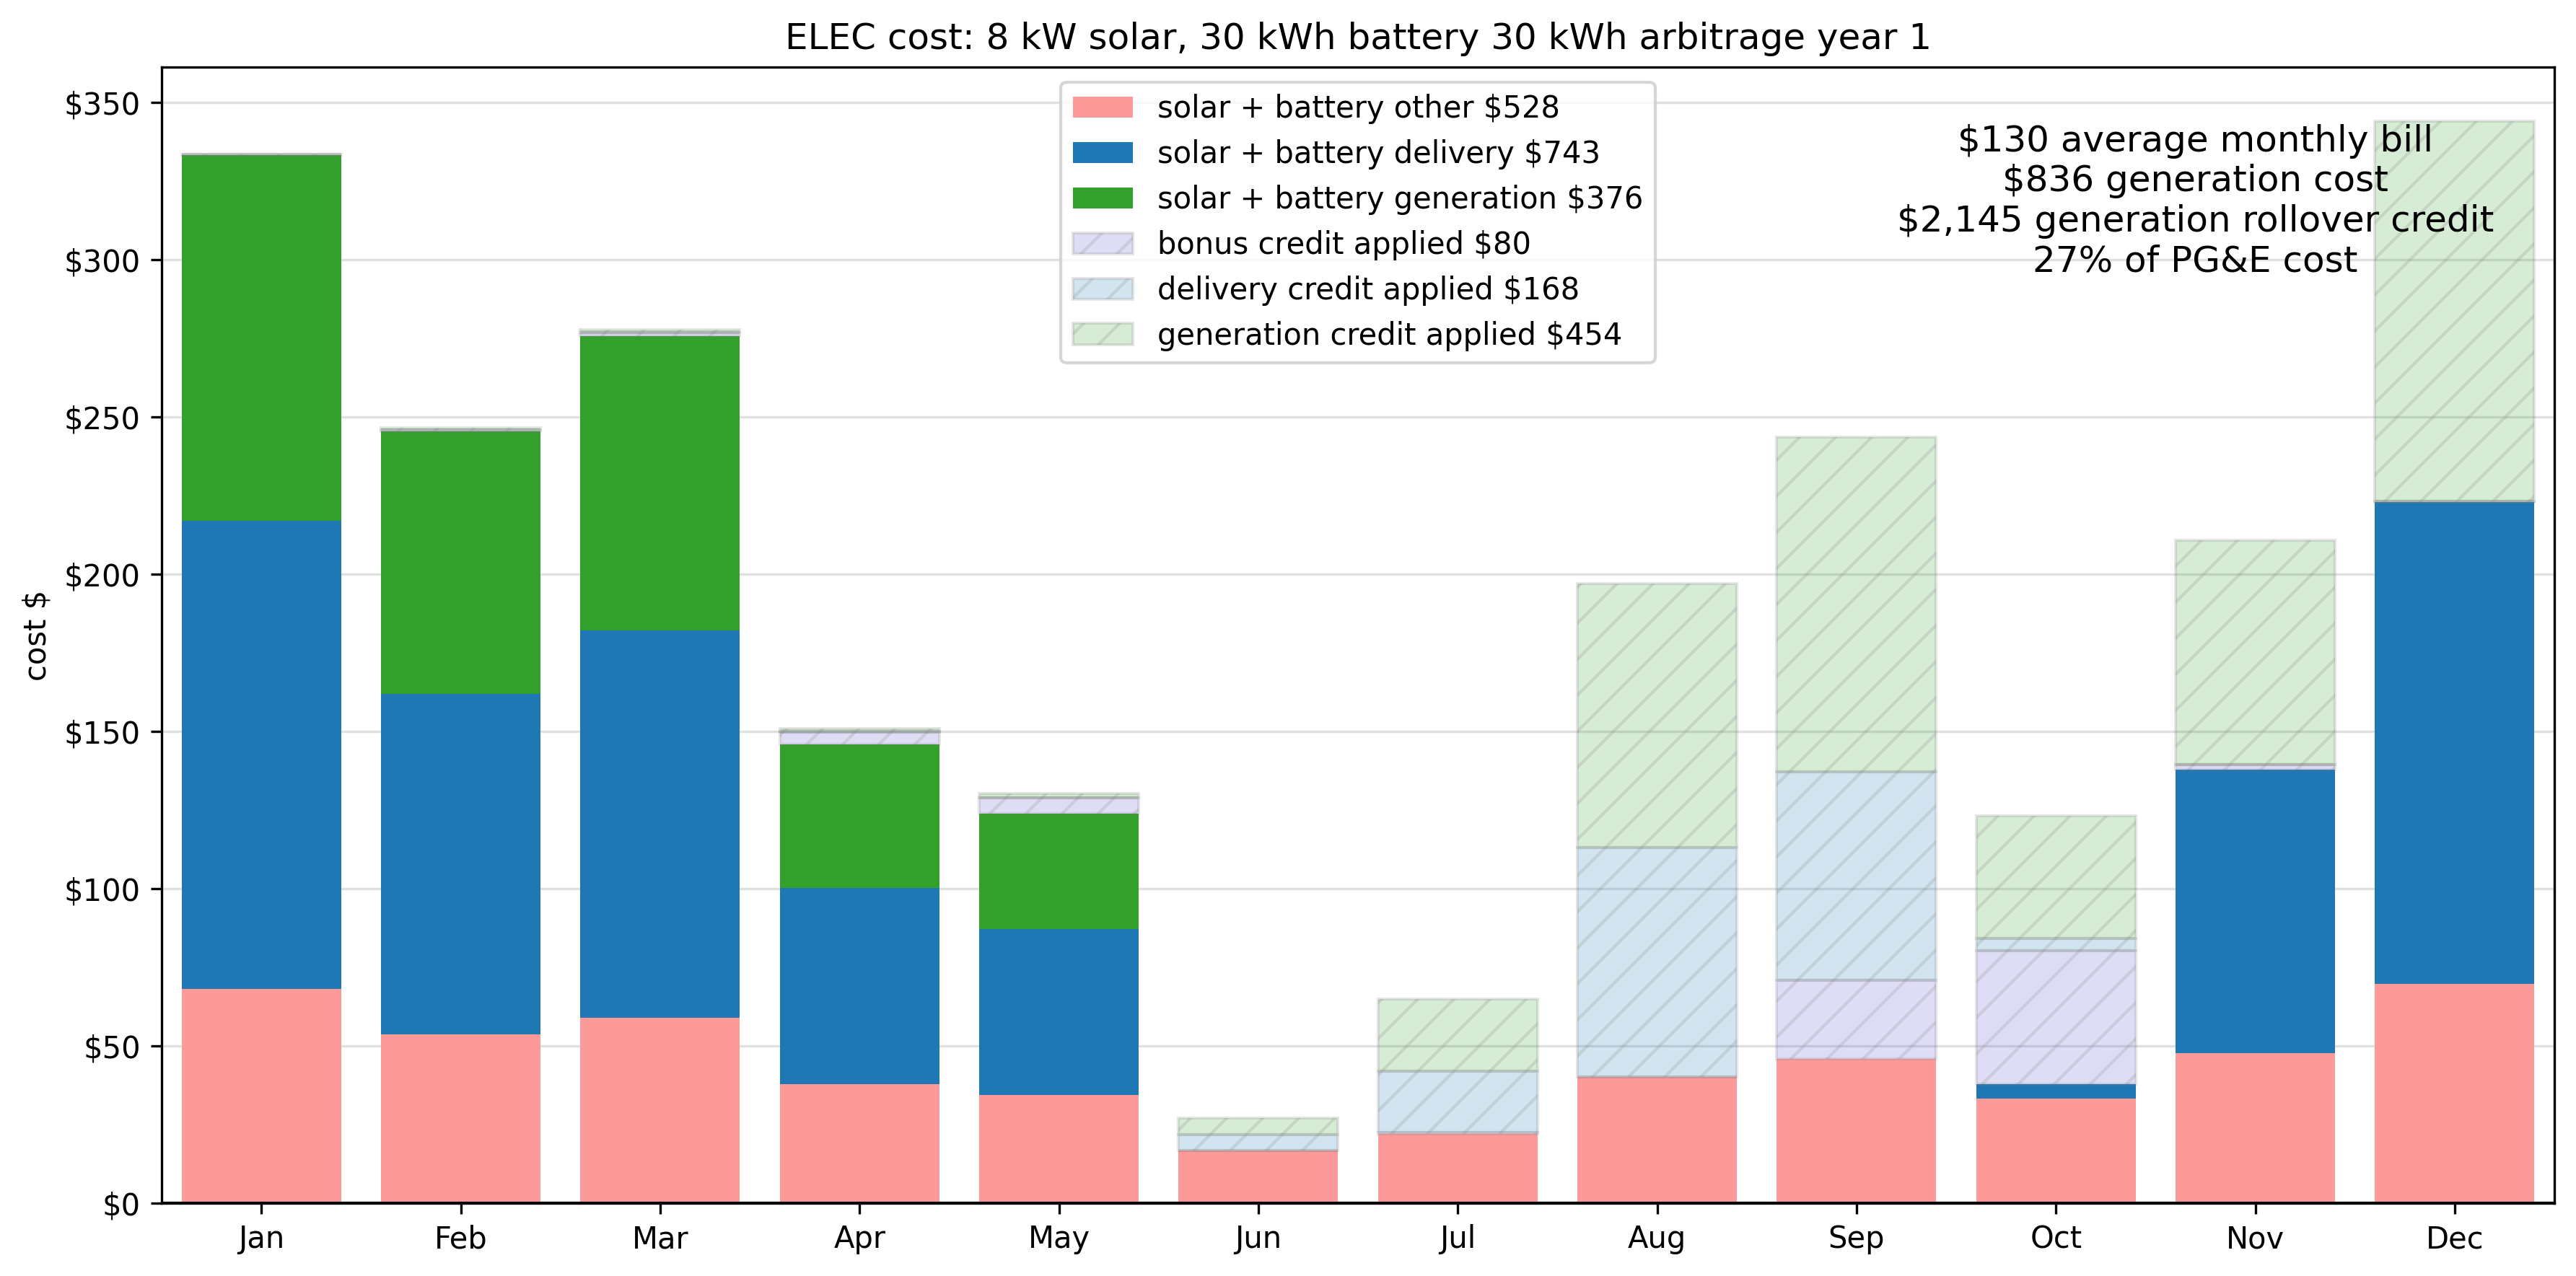 ELEC cost: 8 kW solar, 30 kWh battery 30 kWh arbitrage year 1
cost $
$350
$300
$250
$200
$150
$100
$50
$0
solar + battery other $528
solar + battery delivery $743
solar + battery generation $376
bonus credit applied $80
delivery credit applied $168
generation credit applied $454
$130 average monthly bill
$836 generation cost
$2,145 generation rollover credit
27% of PG&E cost
Jan Feb Mar Apr May Jun Jul Aug Sep Oct Nov Dec